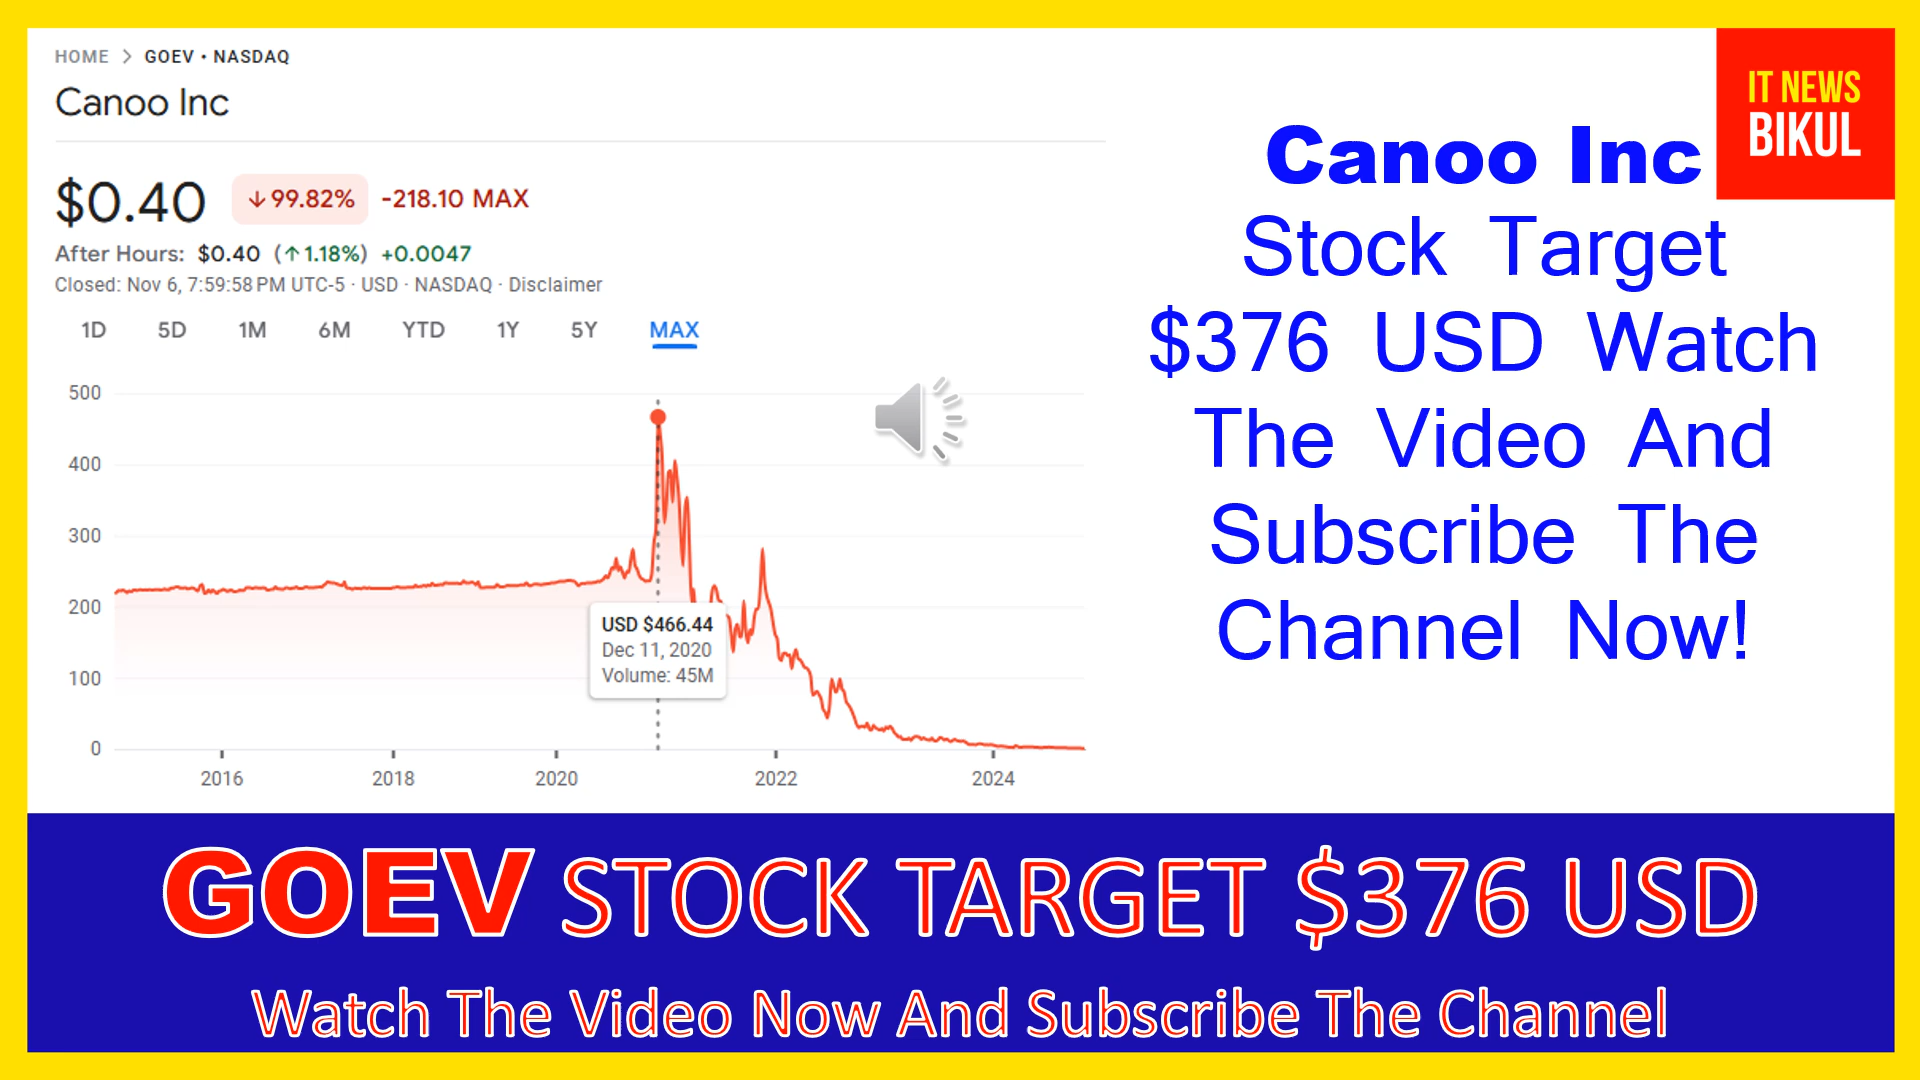 HOME > GOEV • NASDAQ
Canoo Inc
$0.40 ↓99.82% -218.10 MAX
After Hours: $0.40 (↑1.18%) +0.0047
Closed: Nov 6, 7:59:58 PM UTC-5 · USD · NASDAQ · Disclaimer
1D 5D 1M 6M YTD 1Y 5Y MAX
500
400
300
200
100
0
USD $466.44
Dec 11, 2020
Volume: 45M
2016 2018 2020 2022 2024
IT NEWS
BIKUL
Canoo Inc
Stock Target
$376 USD Watch
The Video And
Subscribe The
Channel Now!
GOEV STOCK TARGET $376 USD
Watch The Video Now And Subscribe The Channel